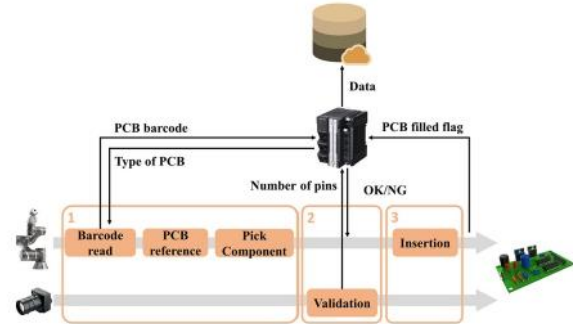 Data
PCB barcode
PCB filled flag
Type of PCB
Number of pins
OK/NG
1
2
3
Barcode
read
PCB
reference
Pick
Component
Insertion
Validation